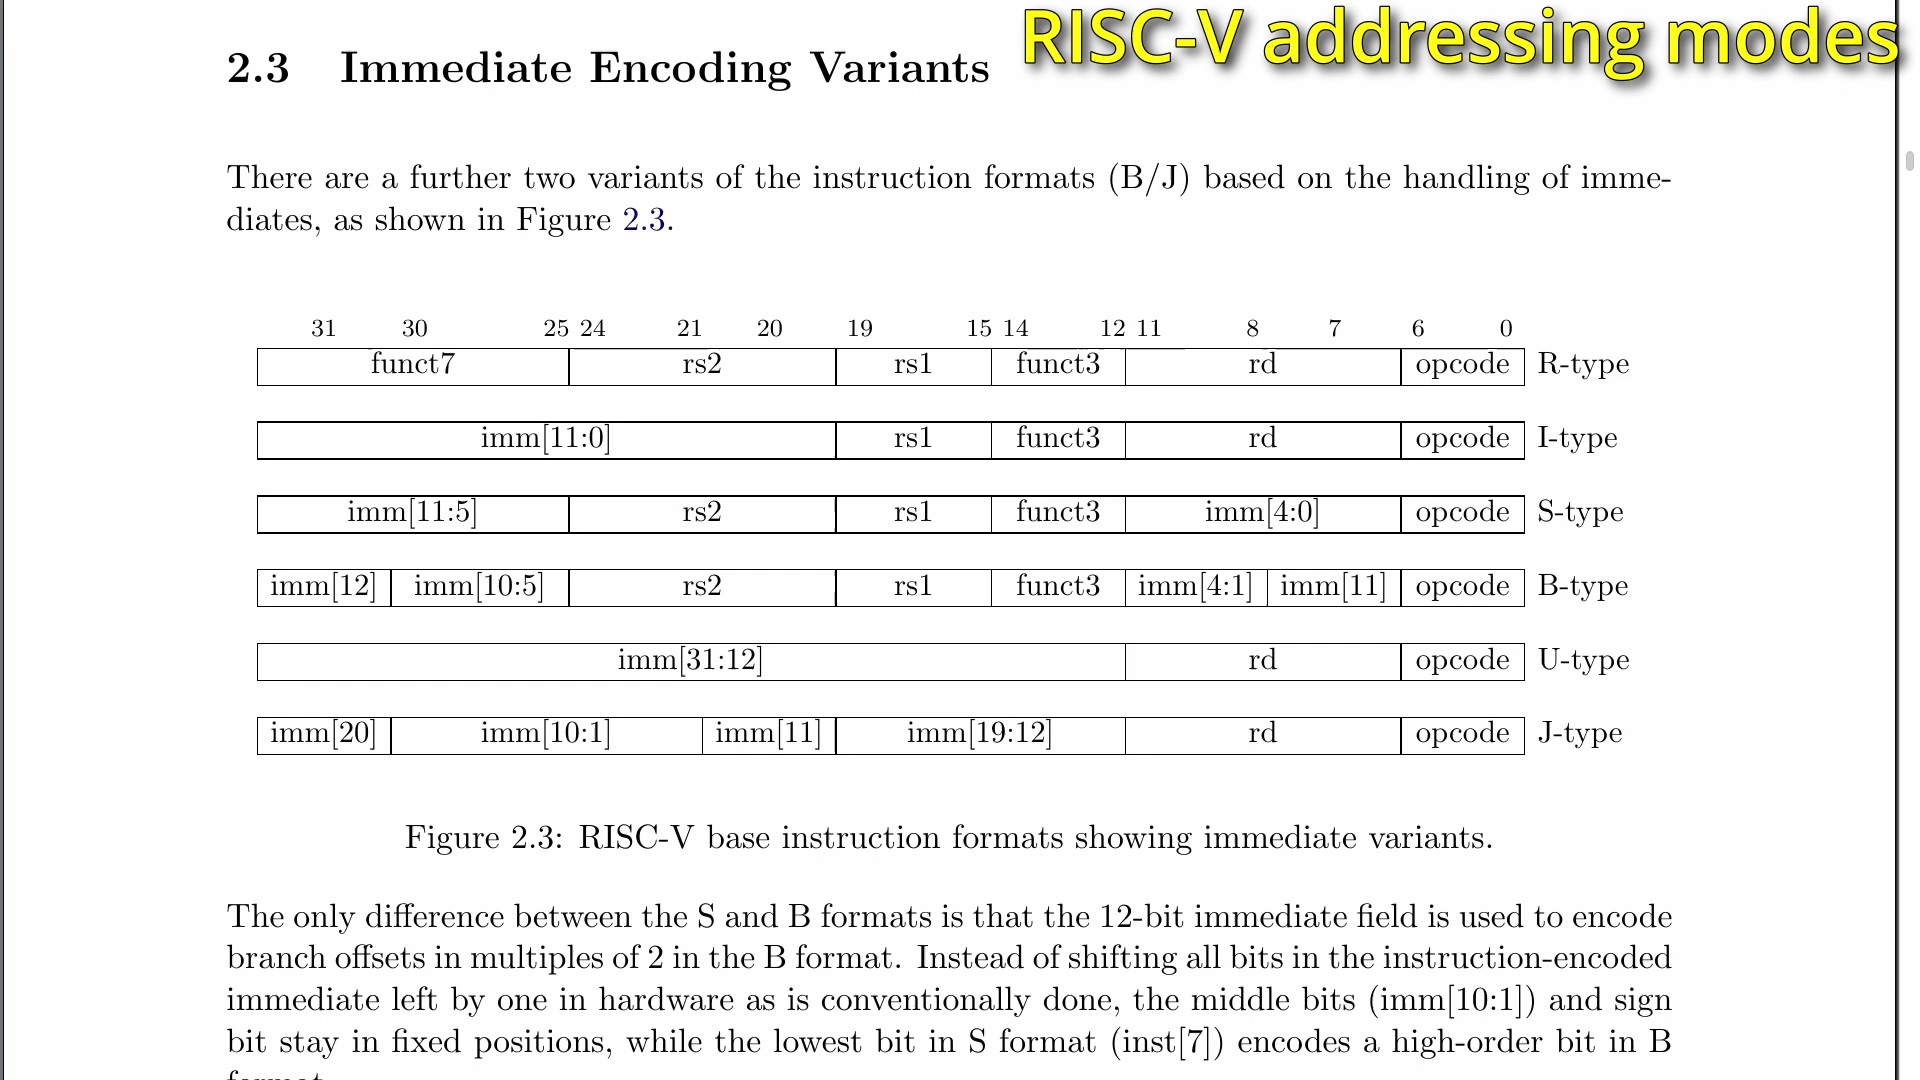 RISC-V addressing modes
2.3 Immediate Encoding Variants
There are a further two variants of the instruction formats (B/J) based on the handling of imme-
diates, as shown in Figure 2.3.
31 30 25 24 21 20 19 15 14 12 11 8 7 6 0
funct7 rs2 rs1 funct3 rd opcode R-type
imm[11:0] rs1 funct3 rd opcode I-type
imm[11:5] rs2 rs1 funct3 imm[4:0] opcode S-type
imm[12] imm[10:5] rs2 rs1 funct3 imm[4:1] imm[11] opcode B-type
imm[31:12] rd opcode U-type
imm[20] imm[10:1] imm[11] imm[19:12] rd opcode J-type
Figure 2.3: RISC-V base instruction formats showing immediate variants.
The only difference between the S and B formats is that the 12-bit immediate field is used to encode
branch offsets in multiples of 2 in the B format. Instead of shifting all bits in the instruction-encoded
immediate left by one in hardware as is conventionally done, the middle bits (imm[10:1]) and sign
bit stay in fixed positions, while the lowest bit in S format (inst[7]) encodes a high-order bit in B